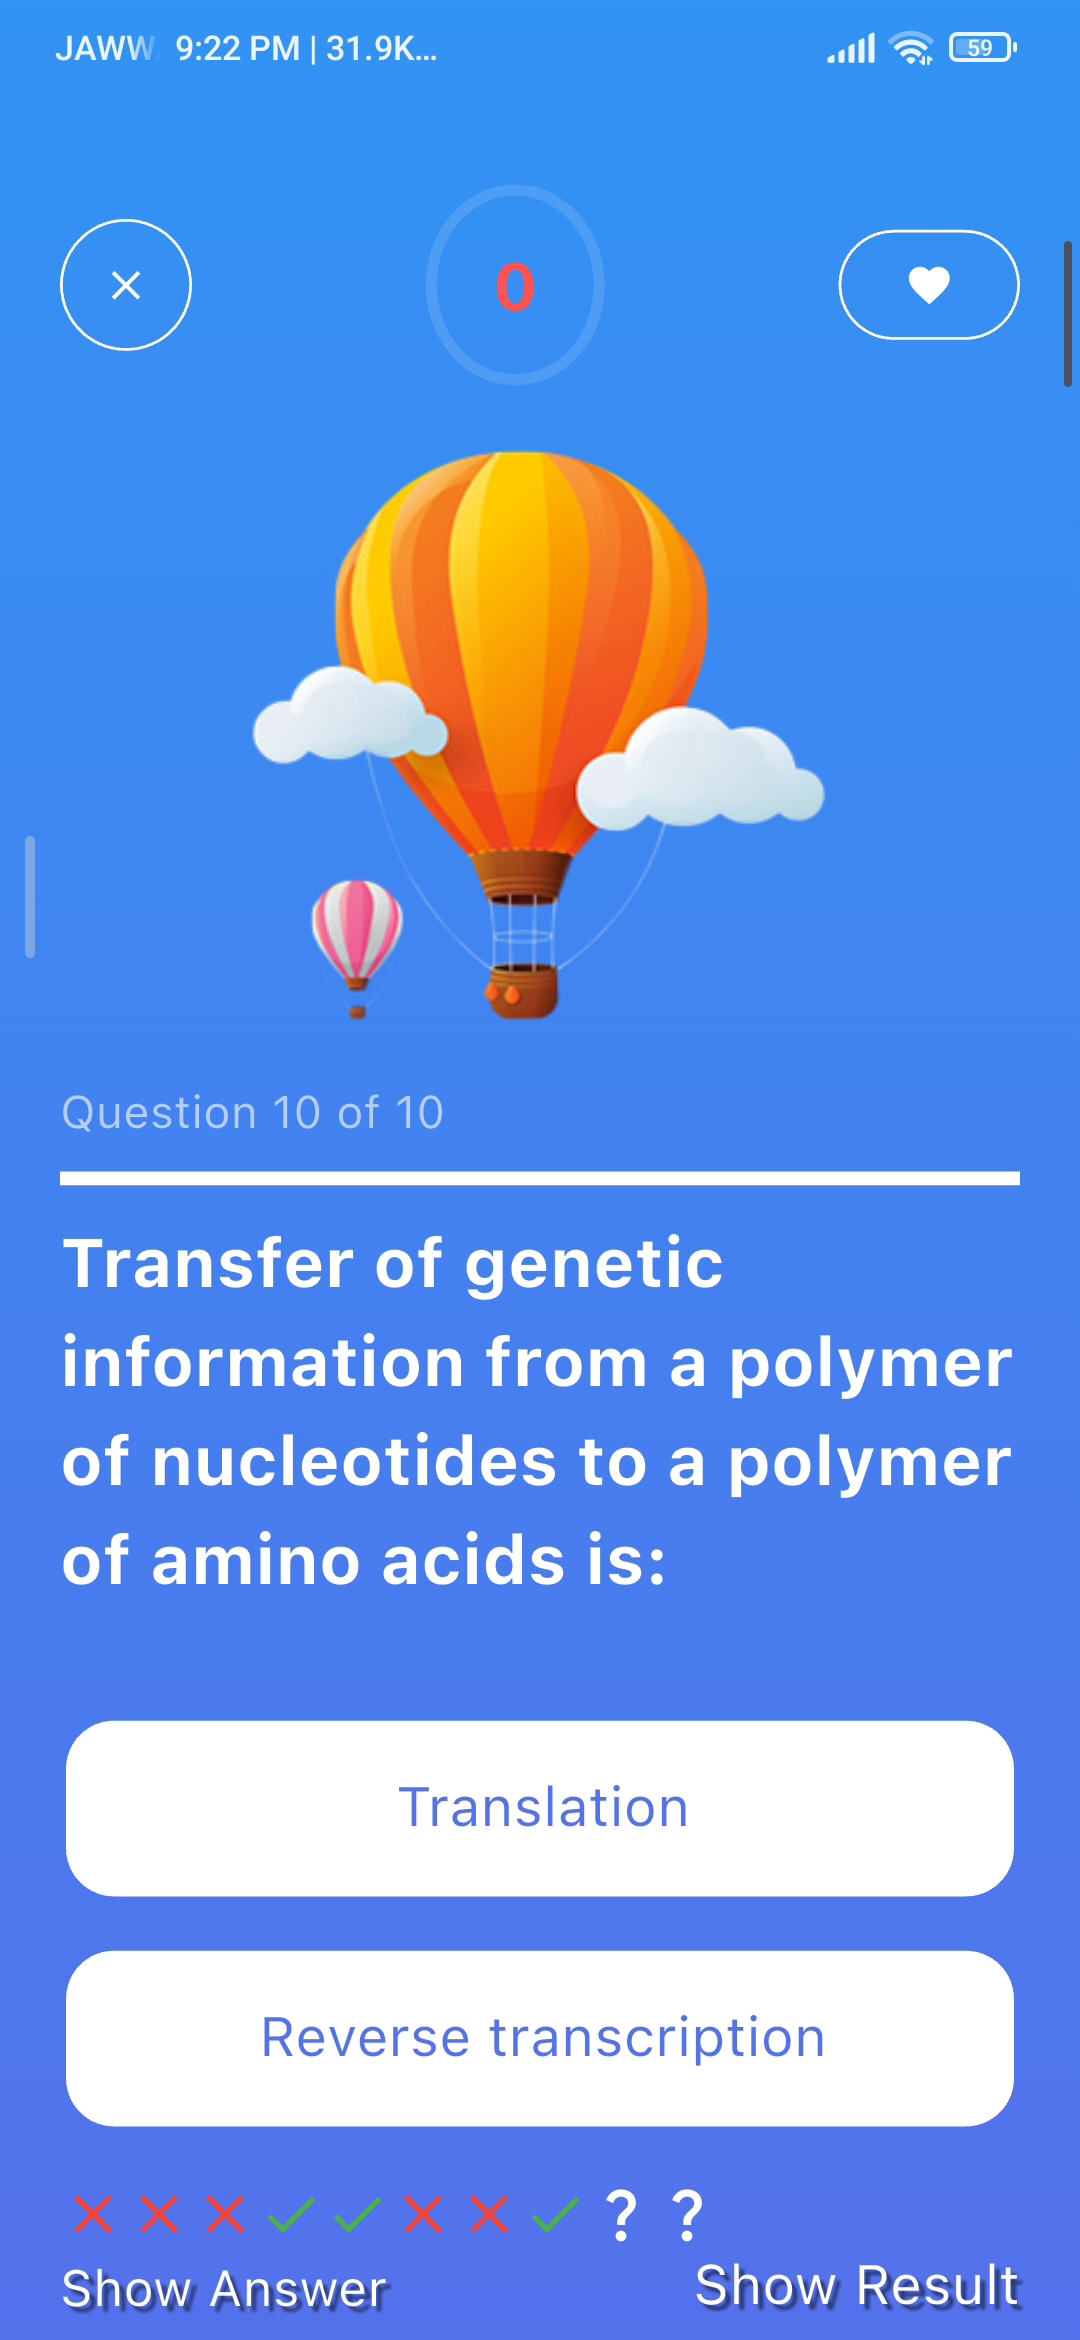 JAWW 9:22 PM | 31.9K... 59
0
Question 10 of 10
Transfer of genetic
information from a polymer
of nucleotides to a polymer
of amino acids is:
Translation
Reverse transcription
? ?
Show Answer Show Result